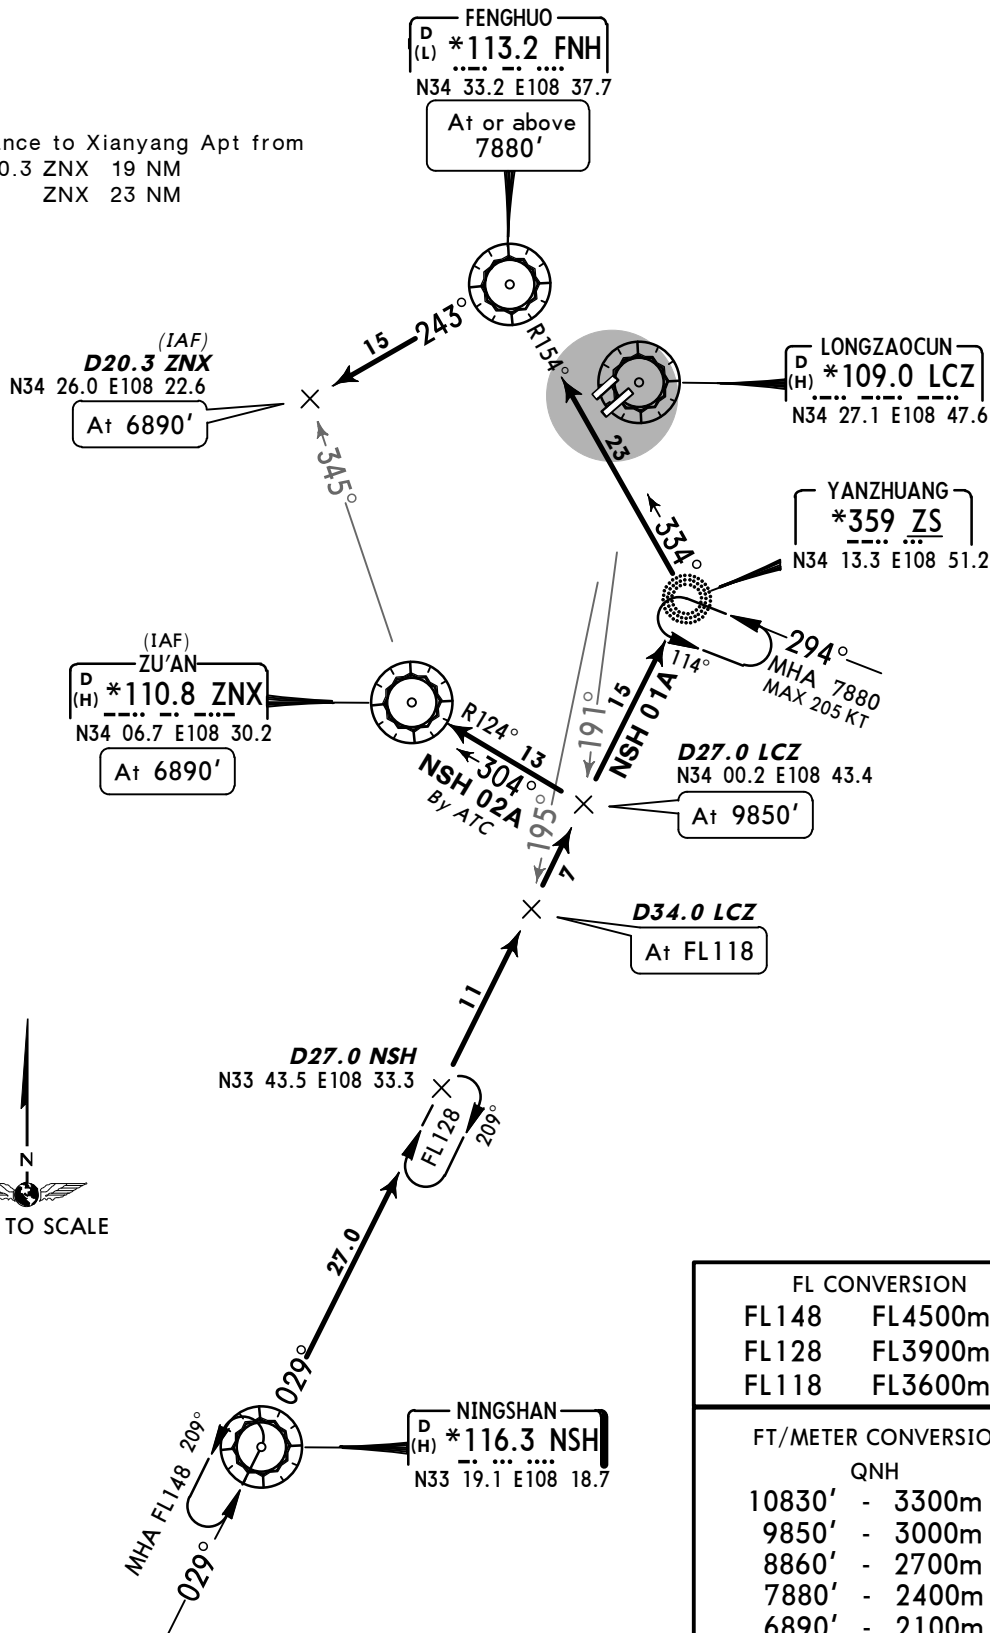 FENGHUO
D
(L) *113.2 FNH
N34 33.2 E108 37.7
At or above
7880'
ance to Xianyang Apt from
0.3 ZNX 19 NM
ZNX 23 NM
15
243°
R154°
(IAF)
D20.3 ZNX
N34 26.0 E108 22.6
At 6890'
LONGZAOCUN
D
(H) *109.0 LCZ
N34 27.1 E108 47.6
23
345°
334°
YANZHUANG
*359 ZS
N34 13.3 E108 51.2
294°
114°
MHA 7880
MAX 205 KT
(IAF)
ZU'AN
D
(H) *110.8 ZNX
N34 06.7 E108 30.2
At 6890'
R124° 13
304°
NSH 02A
By ATC
191°
195°
15
NSH 01A
D27.0 LCZ
N34 00.2 E108 43.4
At 9850'
7
D34.0 LCZ
At FL118
11
D27.0 NSH
N33 43.5 E108 33.3
FL128
209°
N
TO SCALE
27.0
029°
NINGSHAN
D
(H) *116.3 NSH
N33 19.1 E108 18.7
MHA FL148 209°
029°
FL CONVERSION
FL148 FL4500m
FL128 FL3900m
FL118 FL3600m
FT/METER CONVERSIO
QNH
10830' - 3300m
9850' - 3000m
8860' - 2700m
7880' - 2400m
6890' - 2100m